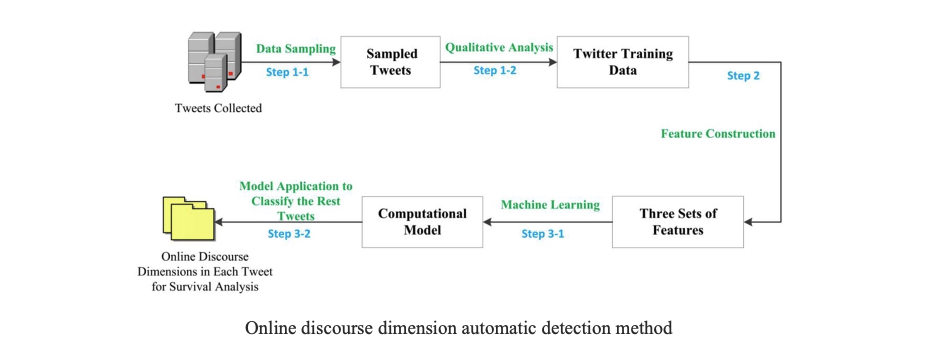 Data Sampling
Step 1-1
Sampled
Tweets
Qualitative Analysis
Step 1-2
Twitter Training
Data
Step 2
Tweets Collected
Feature Construction
Model Application to
Classify the Rest
Tweets
Step 3-2
Computational
Model
Machine Learning
Step 3-1
Three Sets of
Features
Online Discourse
Dimensions in Each Tweet
for Survival Analysis
Online discourse dimension automatic detection method